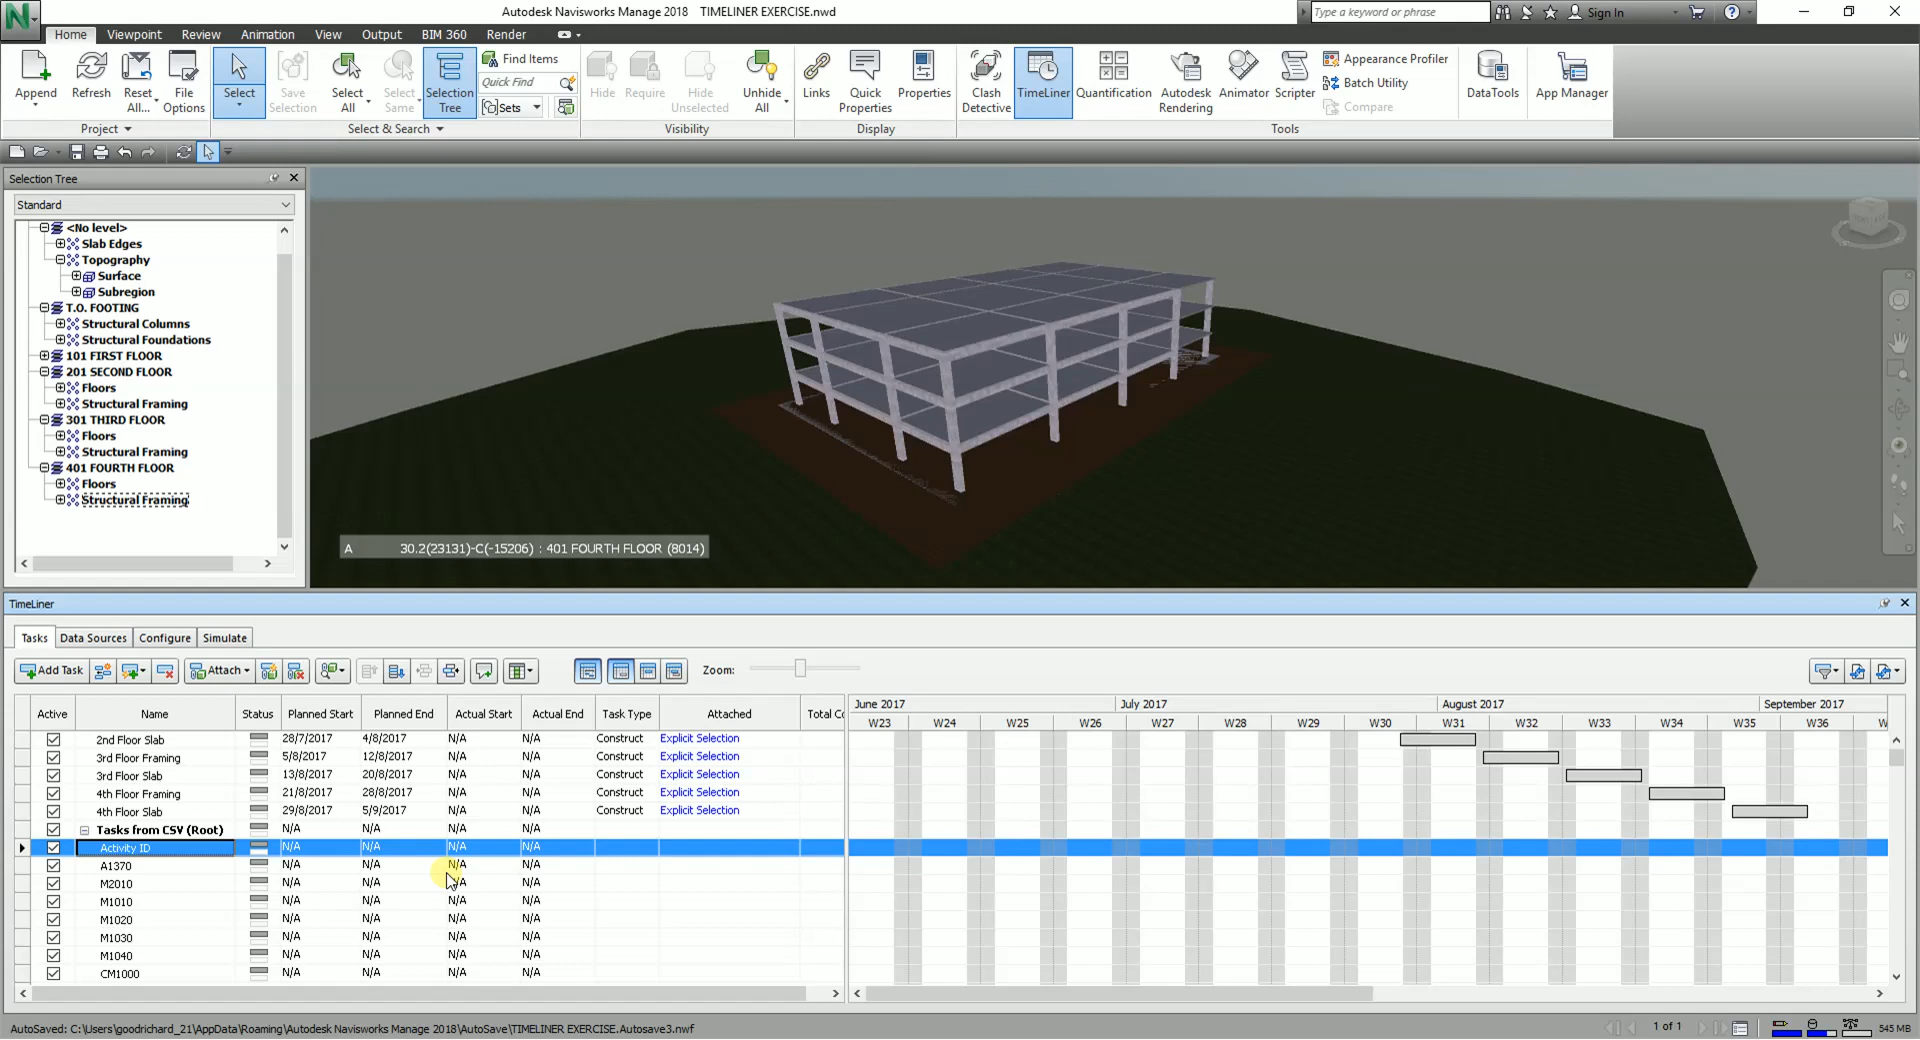 Autodesk Navisworks Manage 2018 TIMELINER EXERCISE.nwd
Type a keyword or phrase
Sign In
Home Viewpoint Review Animation View Output BIM 360 Render
Append
Refresh
Reset All...
File Options
Project
Select
Save Selection
Select All
Select Same
Selection Tree
Find Items
Quick Find
Sets
Select & Search
Hide
Require
Hide Unselected
Unhide All
Visibility
Links
Quick Properties
Properties
Display
Clash Detective
TimeLiner
Quantification
Autodesk Rendering
Animator
Scripter
Appearance Profiler
Batch Utility
Compare
Tools
DataTools
App Manager
Selection Tree
Standard
<No level>
Slab Edges
Topography
Surface
Subregion
T.O. FOOTING
Structural Columns
Structural Foundations
101 FIRST FLOOR
201 SECOND FLOOR
Floors
Structural Framing
301 THIRD FLOOR
Floors
Structural Framing
401 FOURTH FLOOR
Floors
Structural Framing
A 30.2(23131)-C(-15206) : 401 FOURTH FLOOR (8014)
TimeLiner
Tasks Data Sources Configure Simulate
Add Task Attach Zoom:
Active Name Status Planned Start Planned End Actual Start Actual End Task Type Attached Total Co
June 2017 July 2017 August 2017 September 2017
W23 W24 W25 W26 W27 W28 W29 W30 W31 W32 W33 W34 W35 W36 W
2nd Floor Slab 28/7/2017 4/8/2017 N/A N/A Construct Explicit Selection
3rd Floor Framing 5/8/2017 12/8/2017 N/A N/A Construct Explicit Selection
3rd Floor Slab 13/8/2017 20/8/2017 N/A N/A Construct Explicit Selection
4th Floor Framing 21/8/2017 28/8/2017 N/A N/A Construct Explicit Selection
4th Floor Slab 29/8/2017 5/9/2017 N/A N/A Construct Explicit Selection
Tasks from CSV (Root) N/A N/A N/A N/A
Activity ID N/A N/A N/A N/A
A1370 N/A N/A N/A N/A
M2010 N/A N/A N/A N/A
M1010 N/A N/A N/A N/A
M1020 N/A N/A N/A N/A
M1030 N/A N/A N/A N/A
M1040 N/A N/A N/A N/A
CM1000 N/A N/A N/A N/A
AutoSaved: C:\Users\goodrichard_21\AppData\Roaming\Autodesk Navisworks Manage 2018\AutoSave\TIMELINER EXERCISE.Autosave3.nwf
1 of 1
545 MB